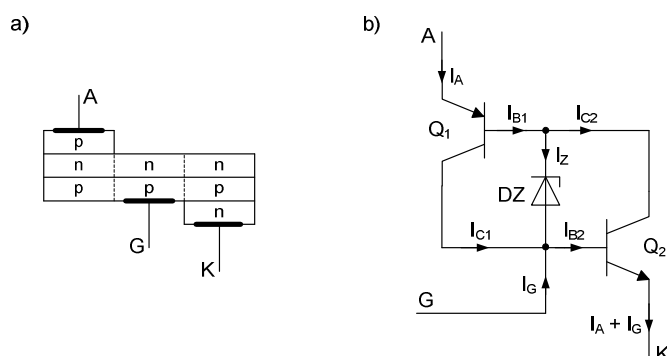 a)
A
p
n n n
p p p
n
G
K
b)
A
I_A
Q_1
I_B1
I_C2
I_Z
DZ
I_C1
I_B2
Q_2
I_G
G
I_A + I_G
K